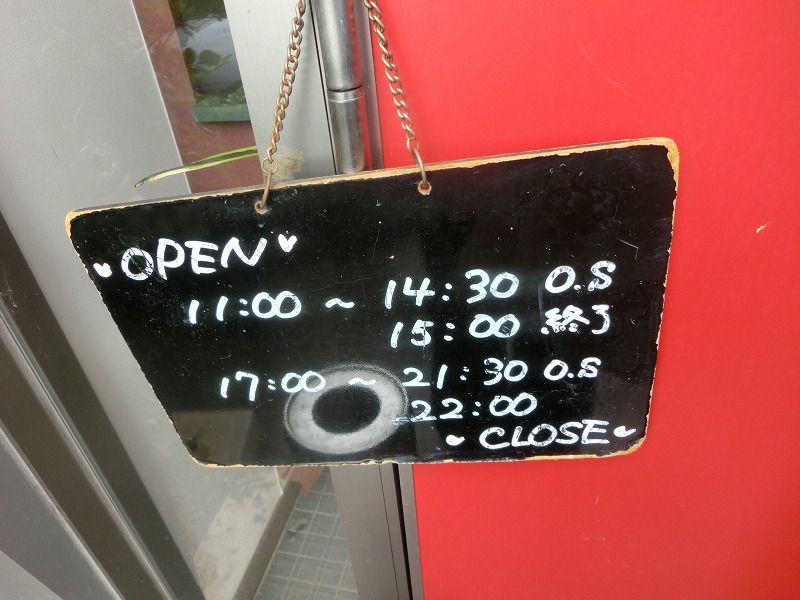 ♥OPEN♥
11:00 ~ 14:30 O.S
15:00 終了
17:00 ~ 21:30 O.S
22:00
♥CLOSE♥